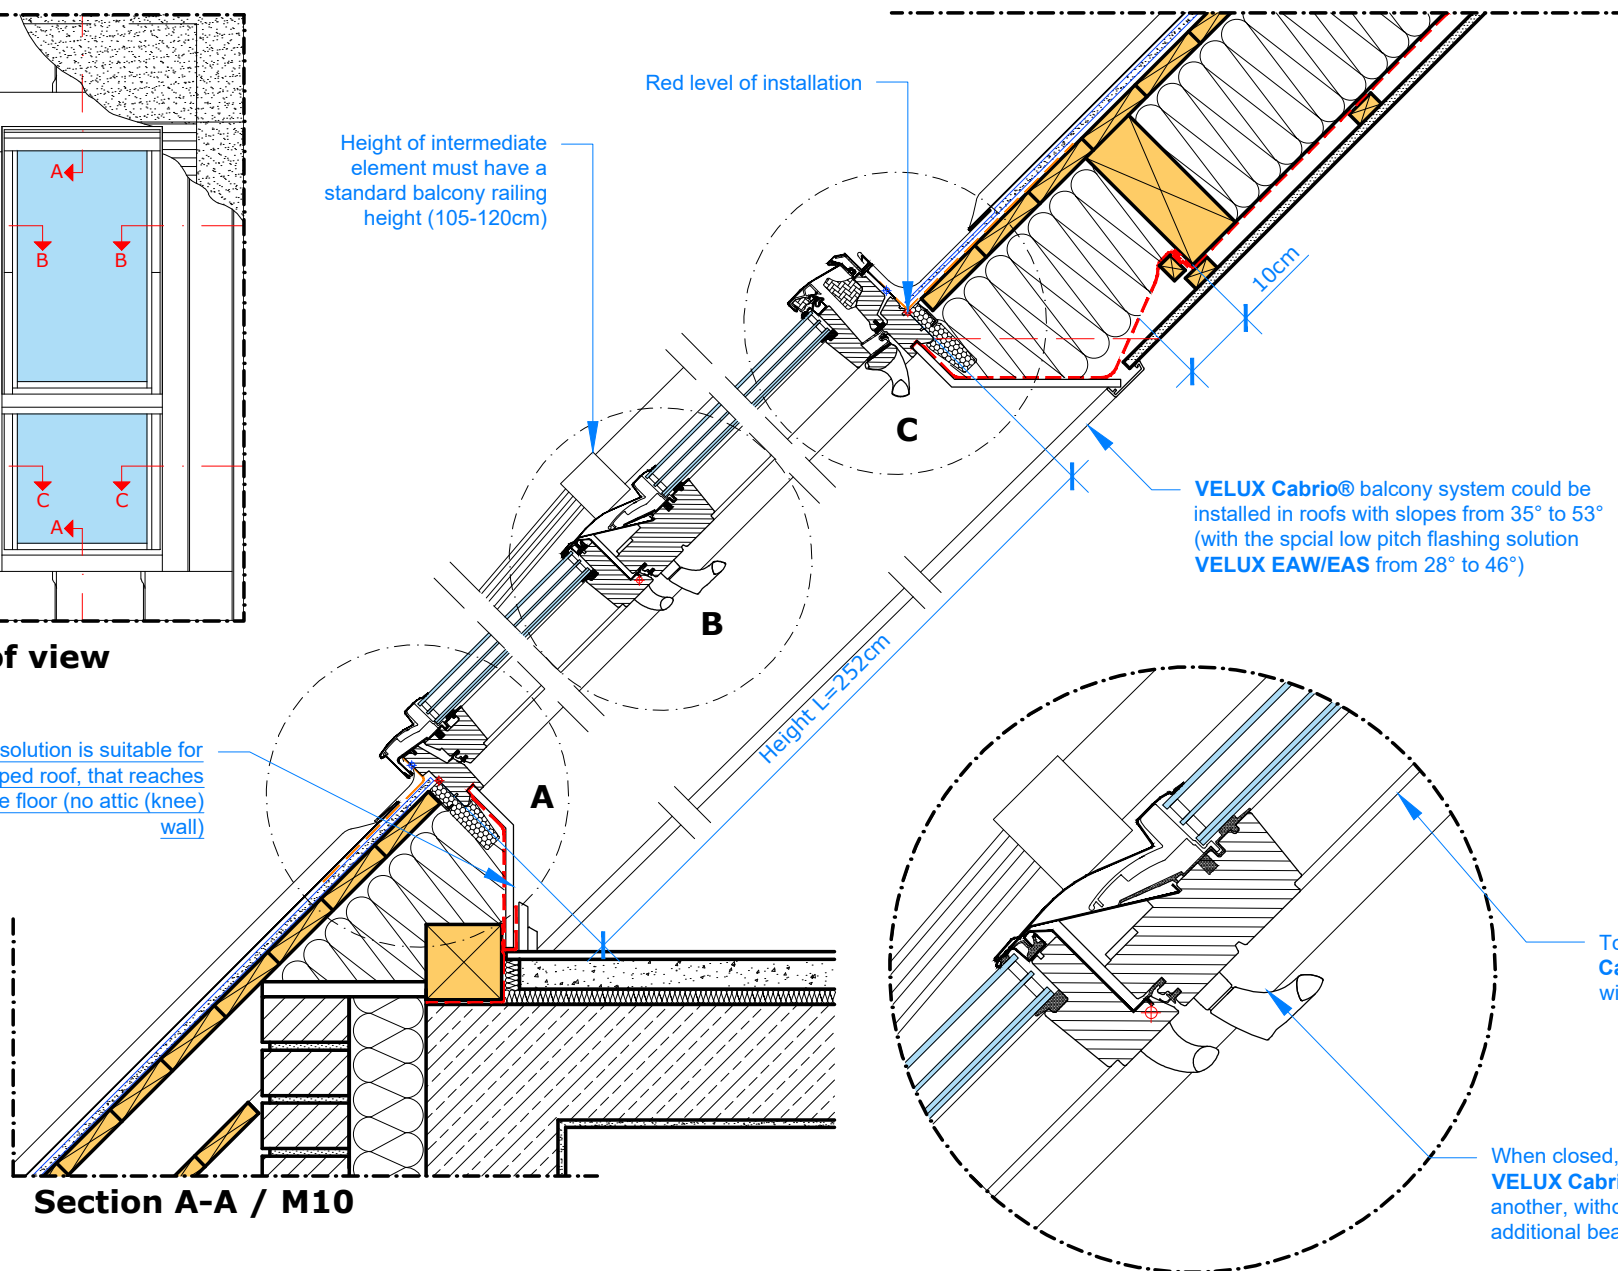 A
B B
C C
A
of view
Red level of installation
Height of intermediate
element must have a
standard balcony railing
height (105-120cm)
10cm
C
VELUX Cabrio® balcony system could be
installed in roofs with slopes from 35° to 53°
(with the spcial low pitch flashing solution
VELUX EAW/EAS from 28° to 46°)
B
Height L=252cm
solution is suitable for
ped roof, that reaches
e floor (no attic (knee)
wall)
A
To
Ca
wi
When closed,
VELUX Cabri
another, witho
additional bea
Section A-A / M10